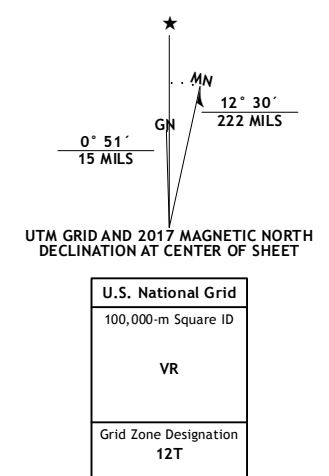 ★
MN
12° 30´
222 MILS
GN
0° 51´
15 MILS
UTM GRID AND 2017 MAGNETIC NORTH
DECLINATION AT CENTER OF SHEET
U.S. National Grid
100,000-m Square ID
VR
Grid Zone Designation
12T